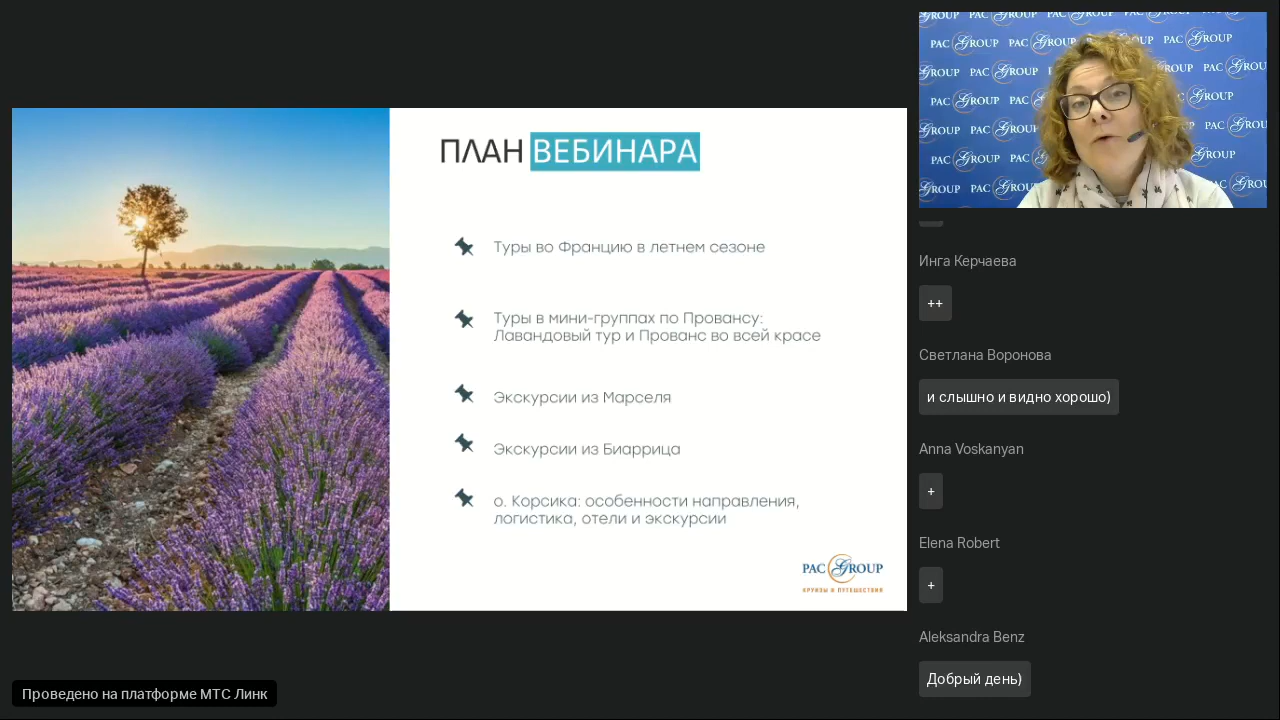 ПЛАН ВЕБИНАРА
Туры во Францию в летнем сезоне
Туры в мини-группах по Провансу:
Лавандовый тур и Прованс во всей красе
Экскурсии из Марселя
Экскурсии из Биаррица
о. Корсика: особенности направления,
логистика, отели и экскурсии
PAC GROUP
КРУИЗЫ & ПУТЕШЕСТВИЯ
Проведено на платформе МТС Линк
PAC GROUP
Инга Керчаева
++
Светлана Воронова
и слышно и видно хорошо)
Anna Voskanyan
+
Elena Robert
+
Aleksandra Benz
Добрый день)